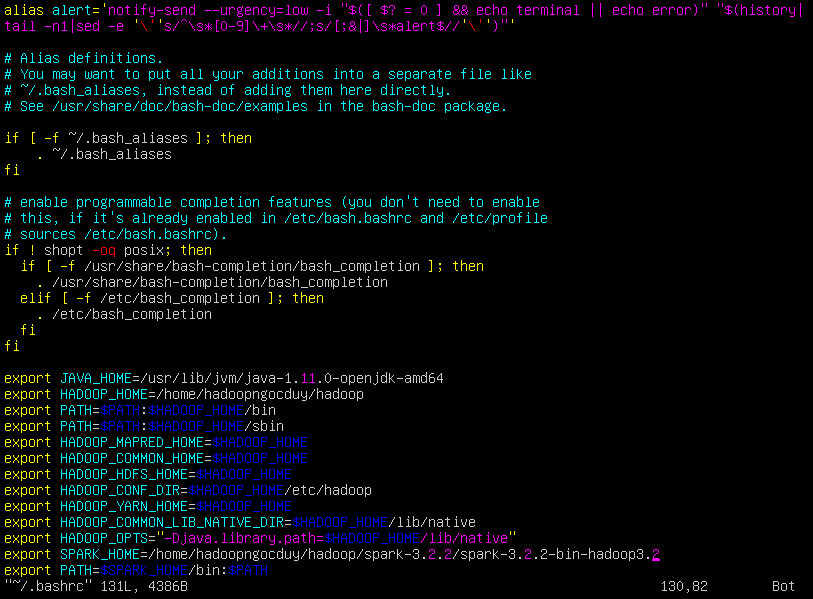 alias alert='notify-send --urgency=low -i "$([ $? = 0 ] && echo terminal || echo error)" "$(history|
tail -n1|sed -e '\''s/^\s*[0-9]\+\s*//;s/[;&|]\s*alert$//'\'')"'
# Alias definitions.
# You may want to put all your additions into a separate file like
# ~/.bash_aliases, instead of adding them here directly.
# See /usr/share/doc/bash-doc/examples in the bash-doc package.
if [ -f ~/.bash_aliases ]; then
    . ~/.bash_aliases
fi
# enable programmable completion features (you don't need to enable
# this, if it's already enabled in /etc/bash.bashrc and /etc/profile
# sources /etc/bash.bashrc).
if ! shopt -oq posix; then
  if [ -f /usr/share/bash-completion/bash_completion ]; then
    . /usr/share/bash-completion/bash_completion
  elif [ -f /etc/bash_completion ]; then
    . /etc/bash_completion
  fi
fi
export JAVA_HOME=/usr/lib/jvm/java-1.11.0-openjdk-amd64
export HADOOP_HOME=/home/hadoopngocduy/hadoop
export PATH=$PATH:$HADOOP_HOME/bin
export PATH=$PATH:$HADOOP_HOME/sbin
export HADOOP_MAPRED_HOME=$HADOOP_HOME
export HADOOP_COMMON_HOME=$HADOOP_HOME
export HADOOP_HDFS_HOME=$HADOOP_HOME
export HADOOP_CONF_DIR=$HADOOP_HOME/etc/hadoop
export HADOOP_YARN_HOME=$HADOOP_HOME
export HADOOP_COMMON_LIB_NATIVE_DIR=$HADOOP_HOME/lib/native
export HADOOP_OPTS="-Djava.library.path=$HADOOP_HOME/lib/native"
export SPARK_HOME=/home/hadoopngocduy/hadoop/spark-3.2.2/spark-3.2.2-bin-hadoop3.2
export PATH=$SPARK_HOME/bin:$PATH
"~/.bashrc" 131L, 4386B 130,82 Bot